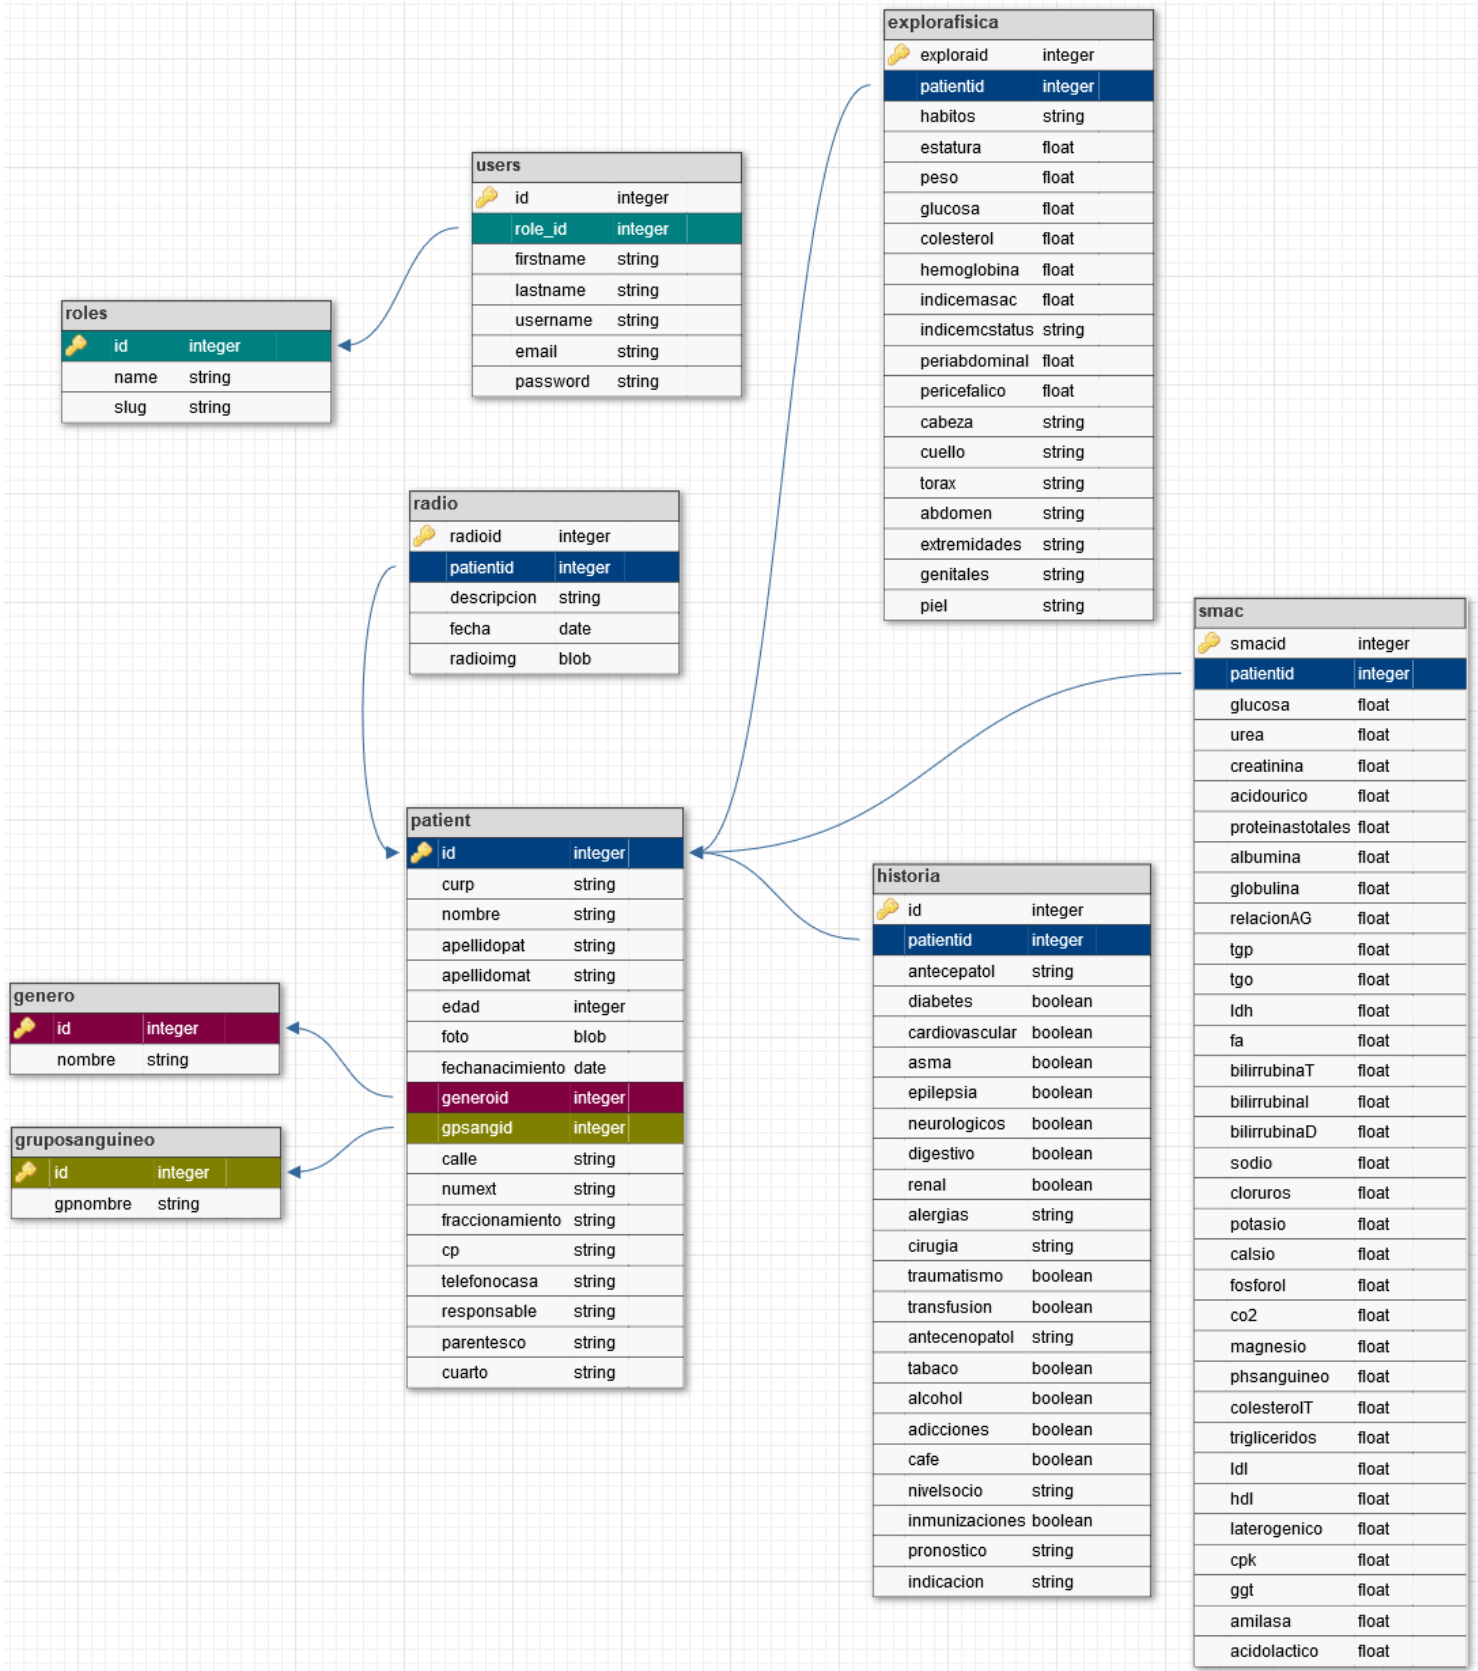 explorafisica
exploraid integer
patientid integer
habitos string
estatura float
peso float
glucosa float
colesterol float
hemoglobina float
indicemasac float
indicemcstatus string
periabdominal float
pericefalico float
cabeza string
cuello string
torax string
abdomen string
extremidades string
genitales string
piel string
users
id integer
role_id integer
firstname string
lastname string
username string
email string
password string
roles
id integer
name string
slug string
radio
radioid integer
patientid integer
descripcion string
fecha date
radioimg blob
smac
smacid integer
patientid integer
glucosa float
urea float
creatinina float
acidourico float
proteinastotales float
albumina float
globulina float
relacionAG float
tgp float
tgo float
ldh float
fa float
bilirrubinaT float
bilirrubinaI float
bilirrubinaD float
sodio float
cloruros float
potasio float
calsio float
fosforol float
co2 float
magnesio float
phsanguineo float
colesterolT float
trigliceridos float
ldl float
hdl float
laterogenico float
cpk float
ggt float
amilasa float
acidolactico float
patient
id integer
curp string
nombre string
apellidopat string
apellidomat string
edad integer
foto blob
fechanacimiento date
generoid integer
gpsangid integer
calle string
numext string
fraccionamiento string
cp string
telefonocasa string
responsable string
parentesco string
cuarto string
historia
id integer
patientid integer
antecepatol string
diabetes boolean
cardiovascular boolean
asma boolean
epilepsia boolean
neurologicos boolean
digestivo boolean
renal boolean
alergias string
cirugia string
traumatismo boolean
transfusion boolean
antecenopatol string
tabaco boolean
alcohol boolean
adicciones boolean
cafe boolean
nivelsocio string
inmunizaciones boolean
pronostico string
indicacion string
genero
id integer
nombre string
gruposanguineo
id integer
gpnombre string